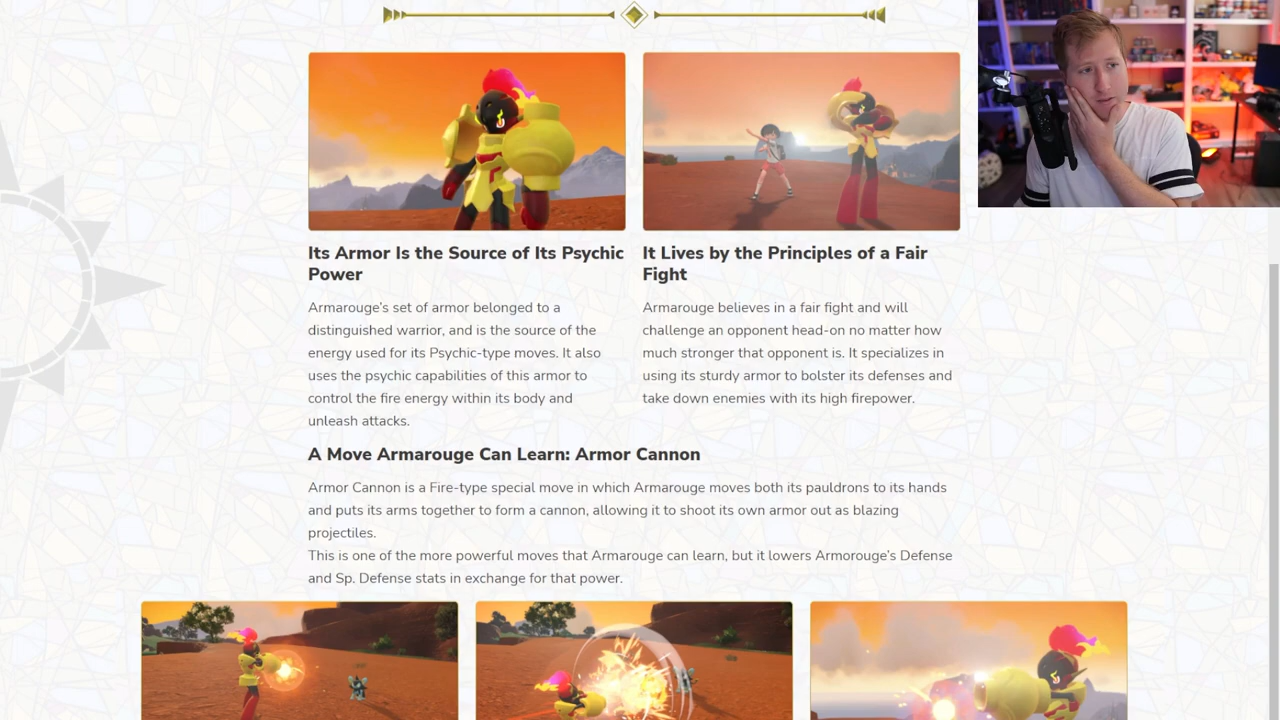 Its Armor Is the Source of Its Psychic
Power
Armarouge's set of armor belonged to a
distinguished warrior, and is the source of the
energy used for its Psychic-type moves. It also
uses the psychic capabilities of this armor to
control the fire energy within its body and
unleash attacks.
It Lives by the Principles of a Fair
Fight
Armarouge believes in a fair fight and will
challenge an opponent head-on no matter how
much stronger that opponent is. It specializes in
using its sturdy armor to bolster its defenses and
take down enemies with its high firepower.
A Move Armarouge Can Learn: Armor Cannon
Armor Cannon is a Fire-type special move in which Armarouge moves both its pauldrons to its hands
and puts its arms together to form a cannon, allowing it to shoot its own armor out as blazing
projectiles.
This is one of the more powerful moves that Armarouge can learn, but it lowers Armorouge's Defense
and Sp. Defense stats in exchange for that power.